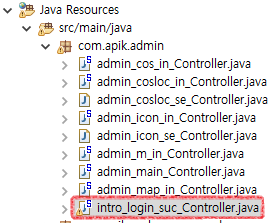 Java Resources
src/main/java
com.apik.admin
admin_cos_in_Controller.java
admin_cosloc_in_Controller.java
admin_cosloc_se_Controller.java
admin_icon_in_Controller.java
admin_icon_se_Controller.java
admin_m_in_Controller.java
admin_main_Controller.java
admin_map_in_Controller.java
intro_login_suc_Controller.java